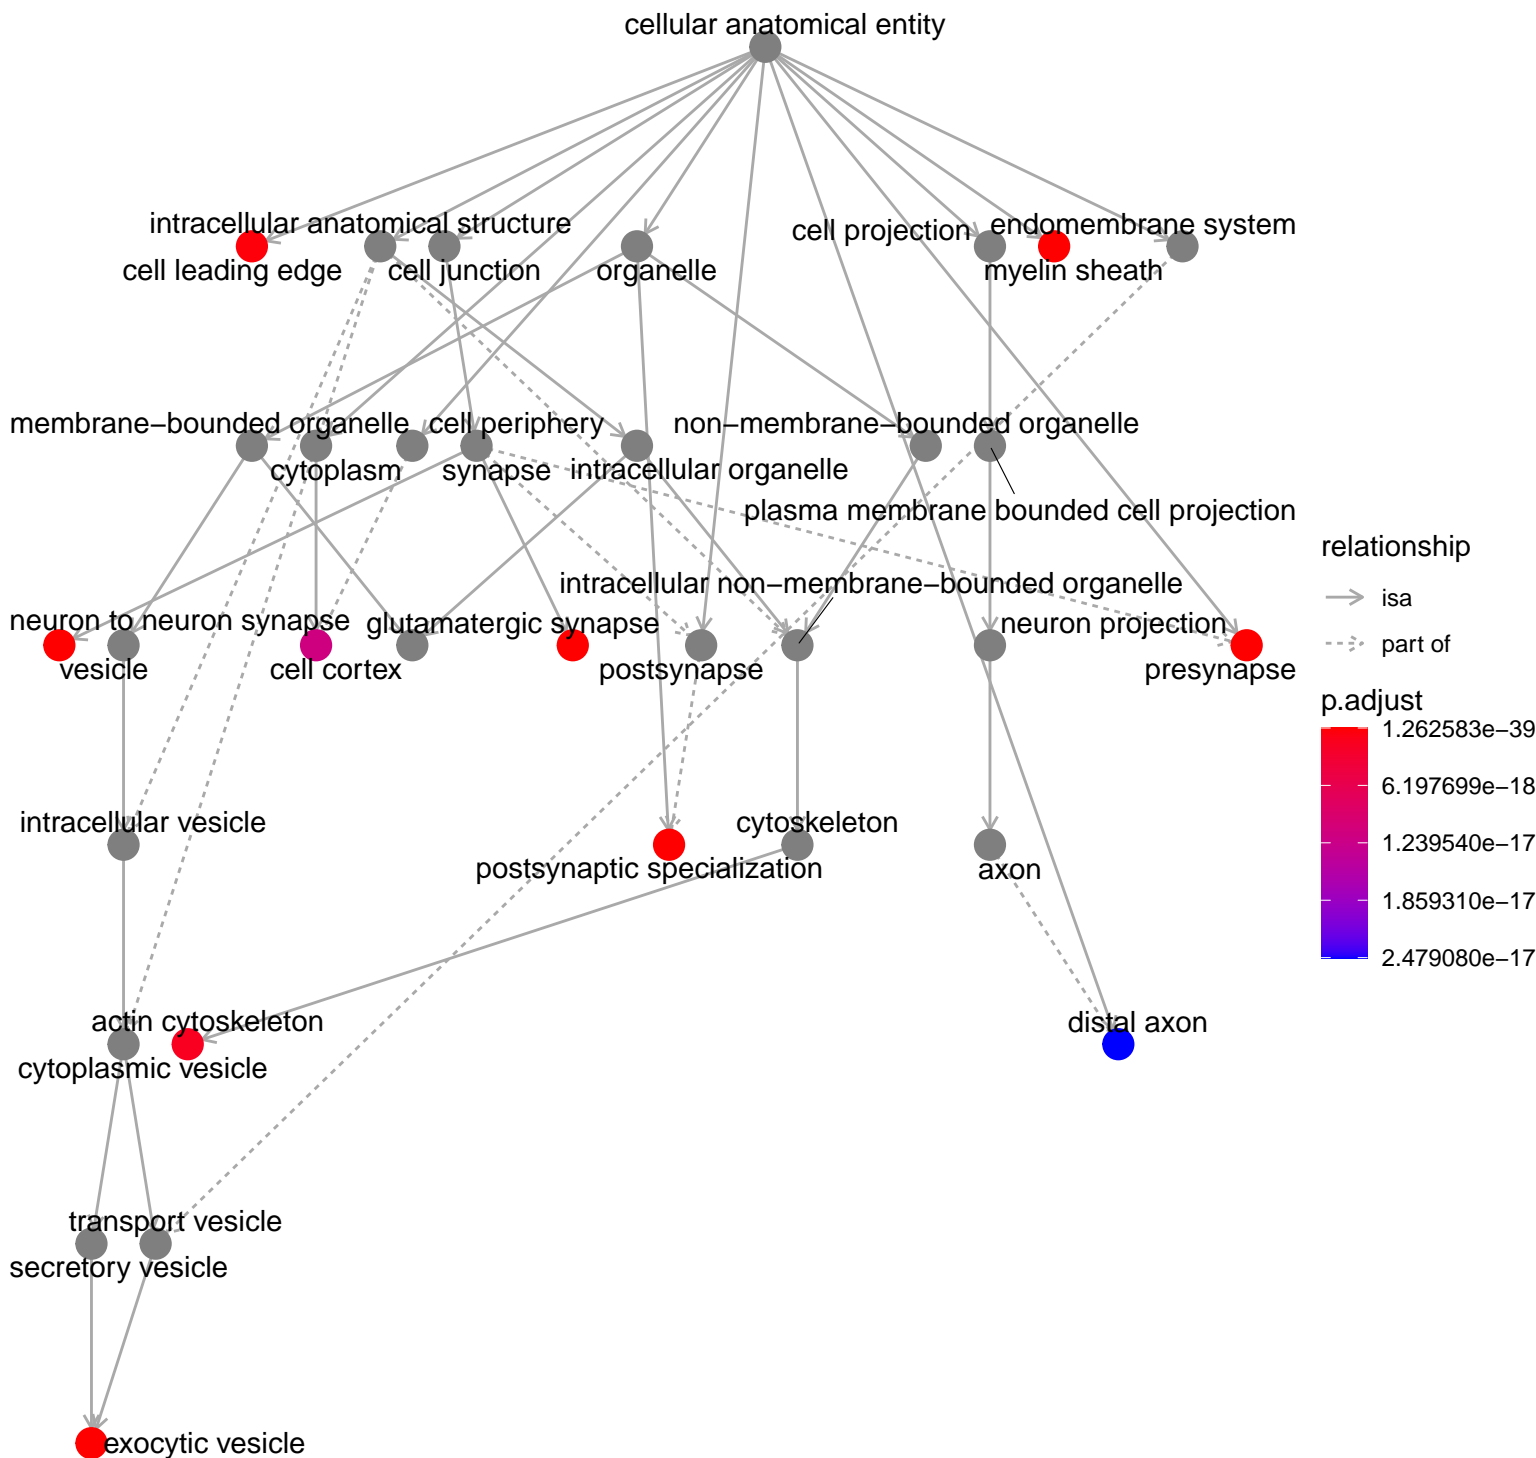 cellular anatomical entity
intracellular anatomical structure
cell projection
endomembrane system
cell leading edge
cell junction
organelle
myelin sheath
membrane−bounded organelle
cell periphery
non−membrane−bounded organelle
cytoplasm
synapse
intracellular organelle
plasma membrane bounded cell projection
intracellular non−membrane−bounded organelle
neuron to neuron synapse
glutamatergic synapse
neuron projection
vesicle
cell cortex
postsynapse
presynapse
intracellular vesicle
cytoskeleton
postsynaptic specialization
axon
actin cytoskeleton
distal axon
cytoplasmic vesicle
transport vesicle
secretory vesicle
exocytic vesicle
relationship
isa
part of
p.adjust
1.262583e−39
6.197699e−18
1.239540e−17
1.859310e−17
2.479080e−17